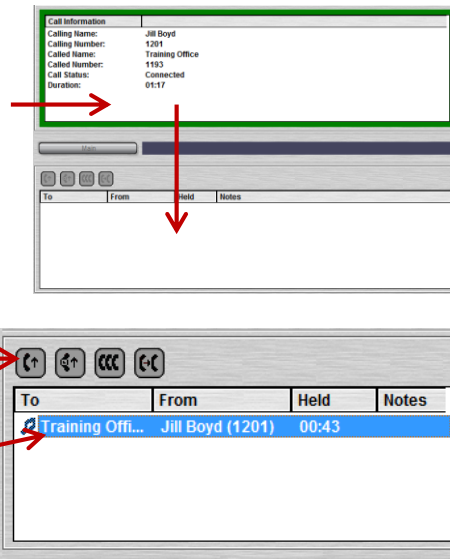 Call Information
Calling Name: Jill Boyd
Calling Number: 1201
Called Name: Training Office
Called Number: 1193
Call Status: Connected
Duration: 01:17
Main
To From Held Notes
To From Held Notes
Training Offi... Jill Boyd (1201) 00:43